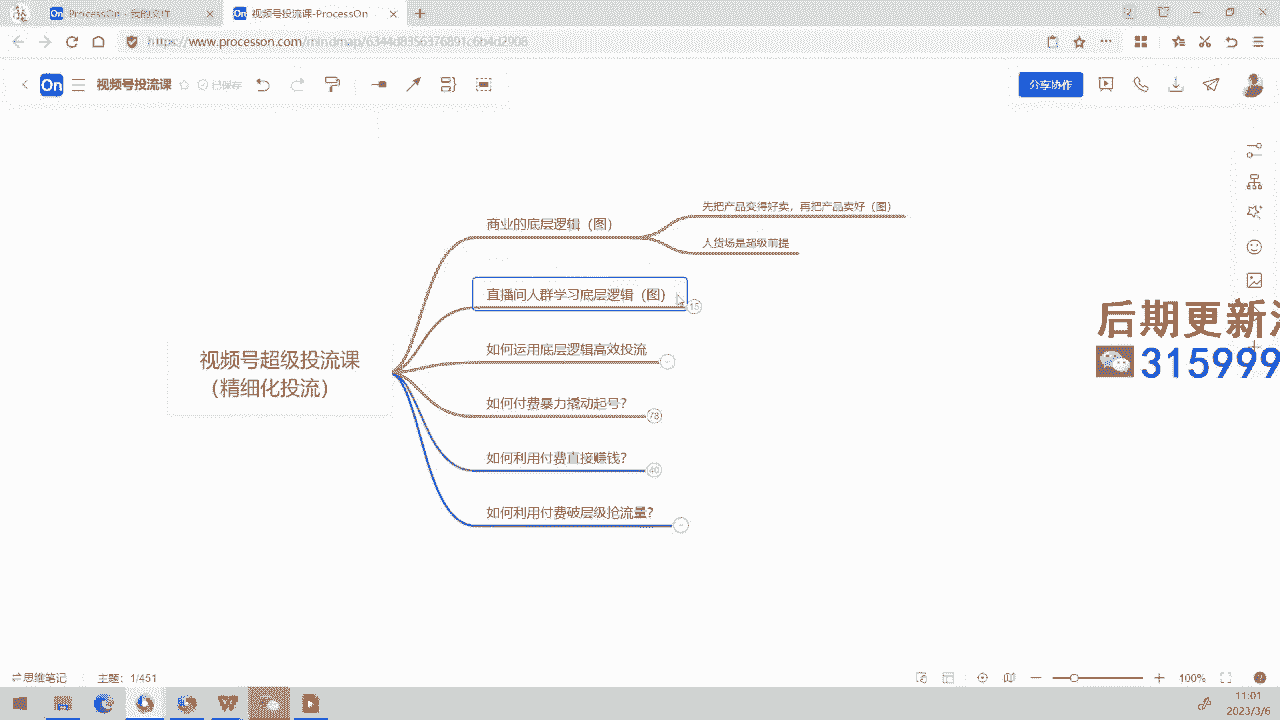 ProcessOn - 我的文件
视频号投流课-ProcessOn
https://www.processon.com/mindmap/6344d8356376891c6b4d2908
On
视频号投流课
已保存
分享协作
先把产品变得好卖，再把产品卖好（图）
商业的底层逻辑（图）
人货场是超级前提
直播间人群学习底层逻辑（图）
15
如何运用底层逻辑高效投流
视频号超级投流课
（精细化投流）
如何付费暴力撬动起号？
78
如何利用付费直接赚钱？
40
如何利用付费破层级抢流量？
后期更新
315999
思维笔记
主题：1/451
100%
11:01
2023/3/6